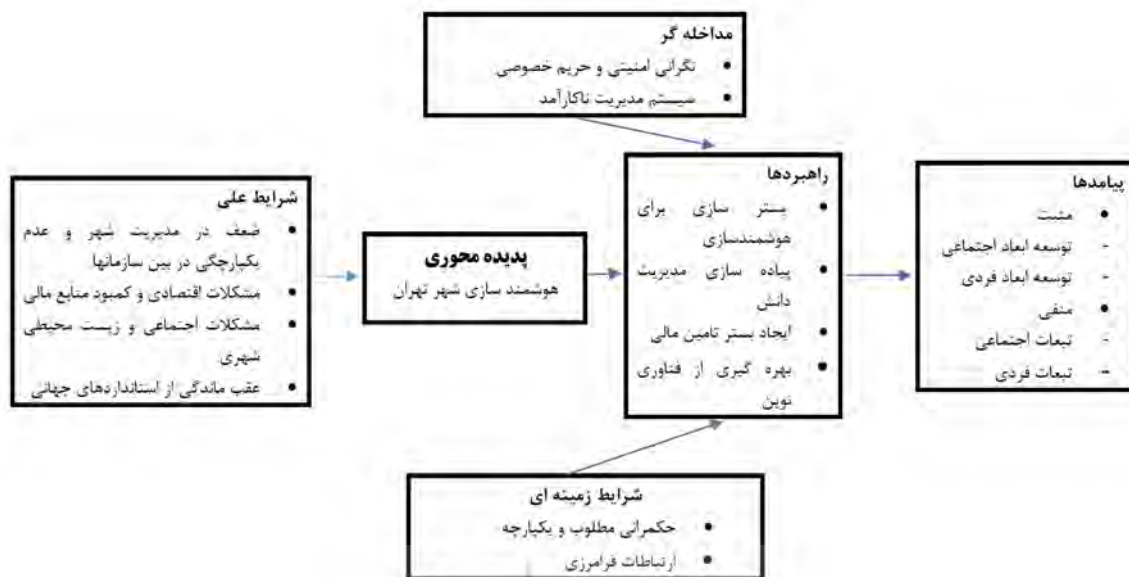 مداخله گر
• نگرانی امنیتی و حریم خصوصی
• سیستم مدیریت ناکارآمد
شرایط علی
• ضعف در مدیریت شهر و عدم
یکپارچگی در بین سازمانها
• مشکلات اقتصادی و کمبود منابع مالی
• مشکلات اجتماعی و زیست محیطی
شهری
• عقب ماندگی از استانداردهای جهانی
پدیده محوری
هوشمند سازی شهر تهران
راهبردها
• بستر سازی برای
هوشمندسازی
• پیاده سازی مدیریت
دانش
• ایجاد بستر تامین مالی
• بهره گیری از فناوری
نوین
پیامدها
• مثبت
- توسعه ابعاد اجتماعی
- توسعه ابعاد فردی
• منفی
- تبعات اجتماعی
- تبعات فردی
شرایط زمینه ای
• حکمرانی مطلوب و یکپارچه
• ارتباطات فرامرزی